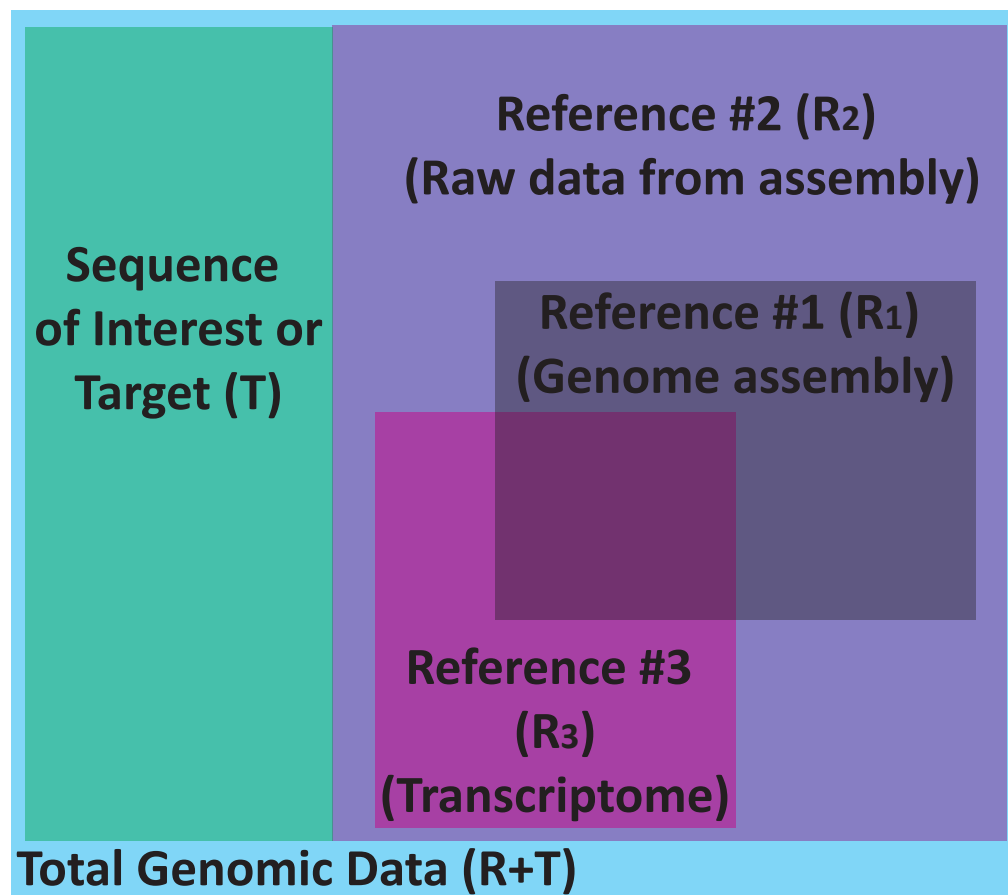 Reference #2 (R2)
(Raw data from assembly)
Sequence
of Interest or
Target (T)
Reference #1 (R1)
(Genome assembly)
Reference #3
(R3)
(Transcriptome)
Total Genomic Data (R+T)